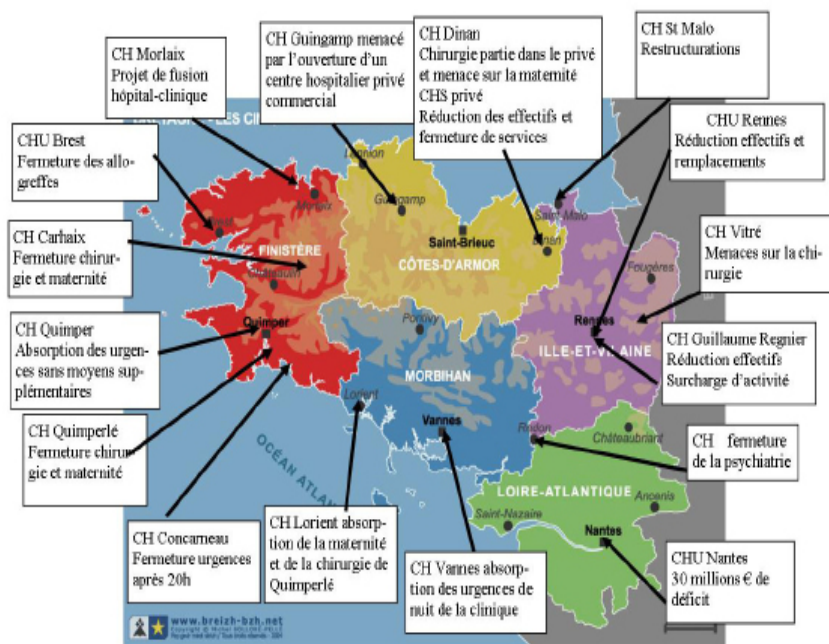 CH Morlaix
Projet de fusion
hôpital-clinique
CH Guingamp menacé
par l'ouverture d'un
centre hospitalier privé
commercial
CH Dinan
Chirurgie partie dans le privé
et menace sur la maternité
CHS privé
Réduction des effectifs et
fermeture de services
CH St Malo
Restructurations
CHU Brest
Fermeture des allo-
greffes
CHU Rennes
Réduction effectifs et
remplacements
CH Carhaix
Fermeture chirur-
gie et maternité
CH Vitré
Menaces sur la chi-
rurgie
CH Quimper
Absorption des urgen-
ces sans moyens sup-
plémentaires
CH Guillaume Regnier
Réduction effectifs
Surcharge d'activité
CH Quimperlé
Fermeture chirur-
gie et maternité
CH fermeture
de la psychiatrie
CH Concarneau
Fermeture urgences
après 20h
CH Lorient absorp-
tion de la maternité
et de la chirurgie de
Quimperlé
CH Vannes absorp-
tion des urgences de
nuit de la clinique
CHU Nantes
30 millions € de
déficit
Lannion
Morlaix
Guingamp
Saint-Malo
Saint-Brieuc
Dinan
FINISTÈRE
CÔTES-D'ARMOR
Fougères
Châteaulin
Quimper
Pontivy
Rennes
ILLE-ET-VILAINE
MORBIHAN
Lorient
Vannes
Redon
Châteaubriant
OCÉAN
LOIRE-ATLANTIQUE
Ancenis
Saint-Nazaire
Nantes
www.breizh-bzh.net